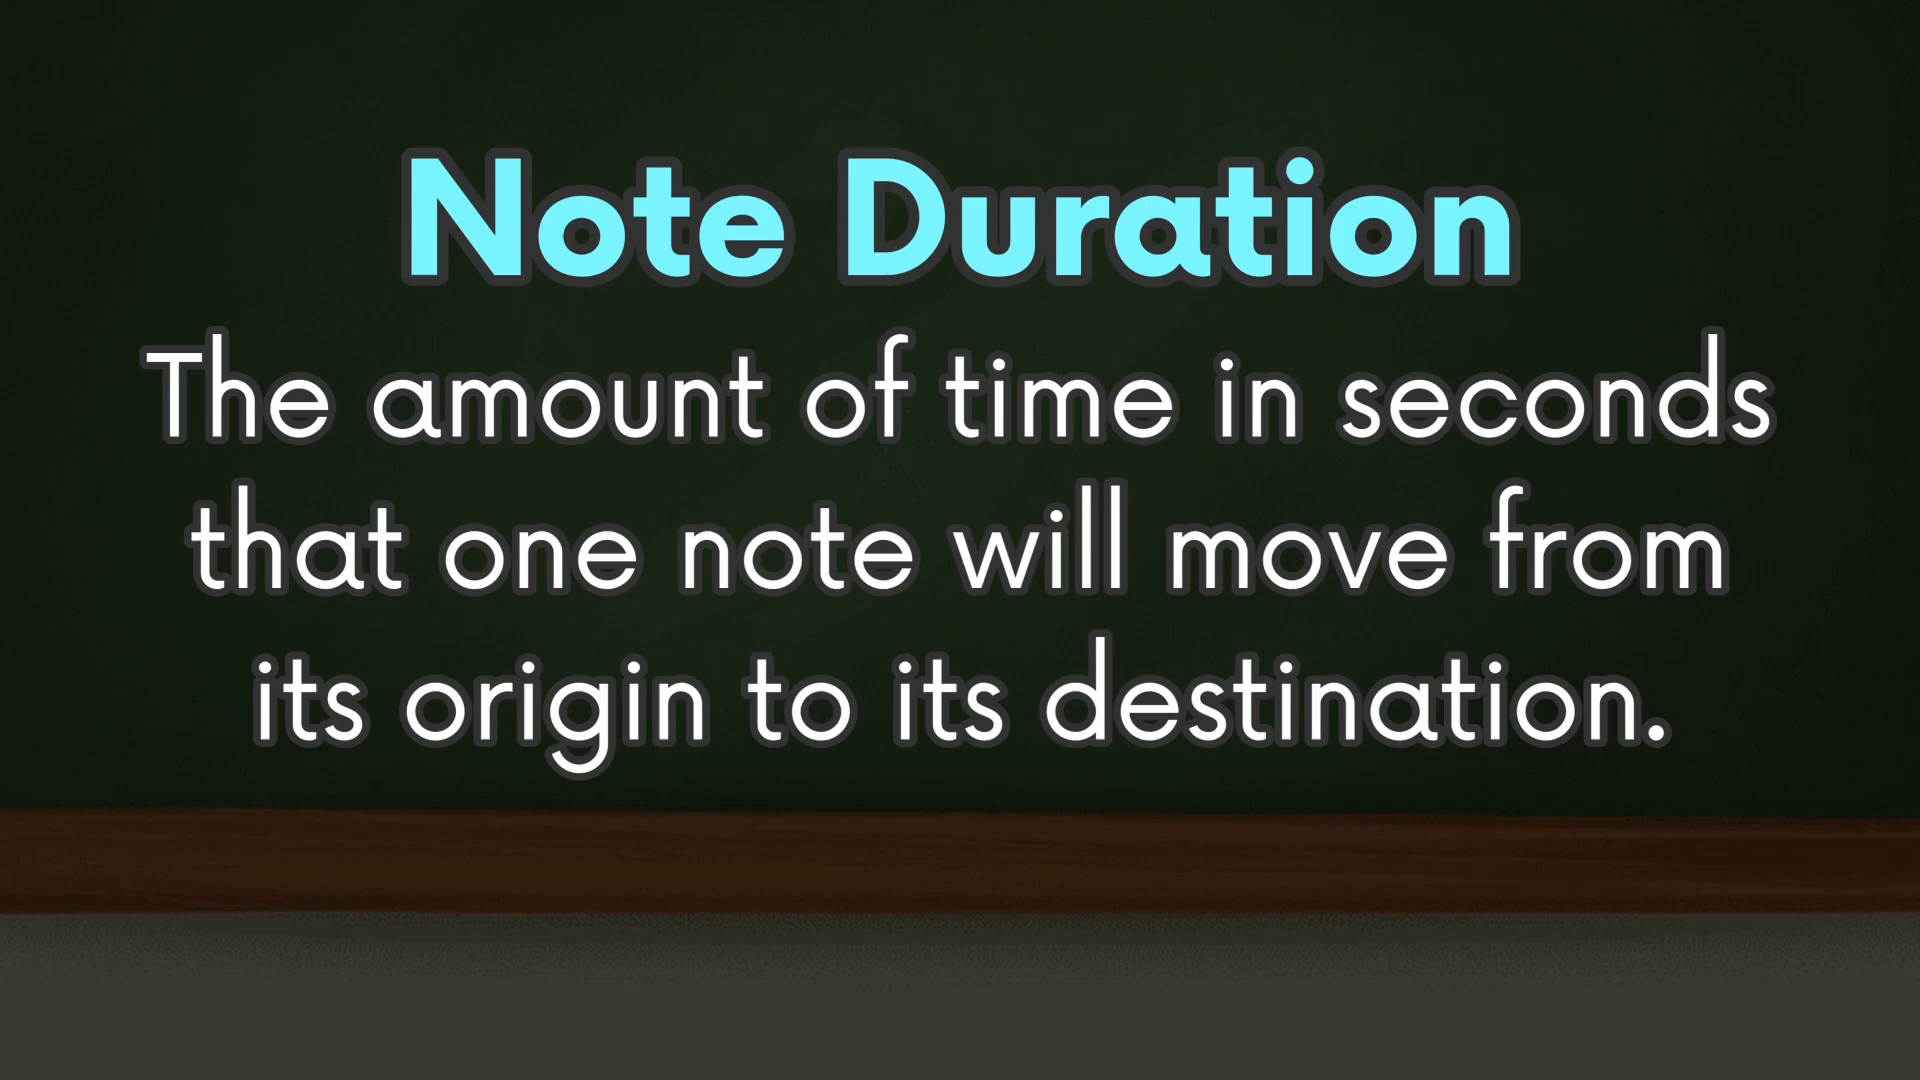 Note Duration
The amount of time in seconds
that one note will move from
its origin to its destination.